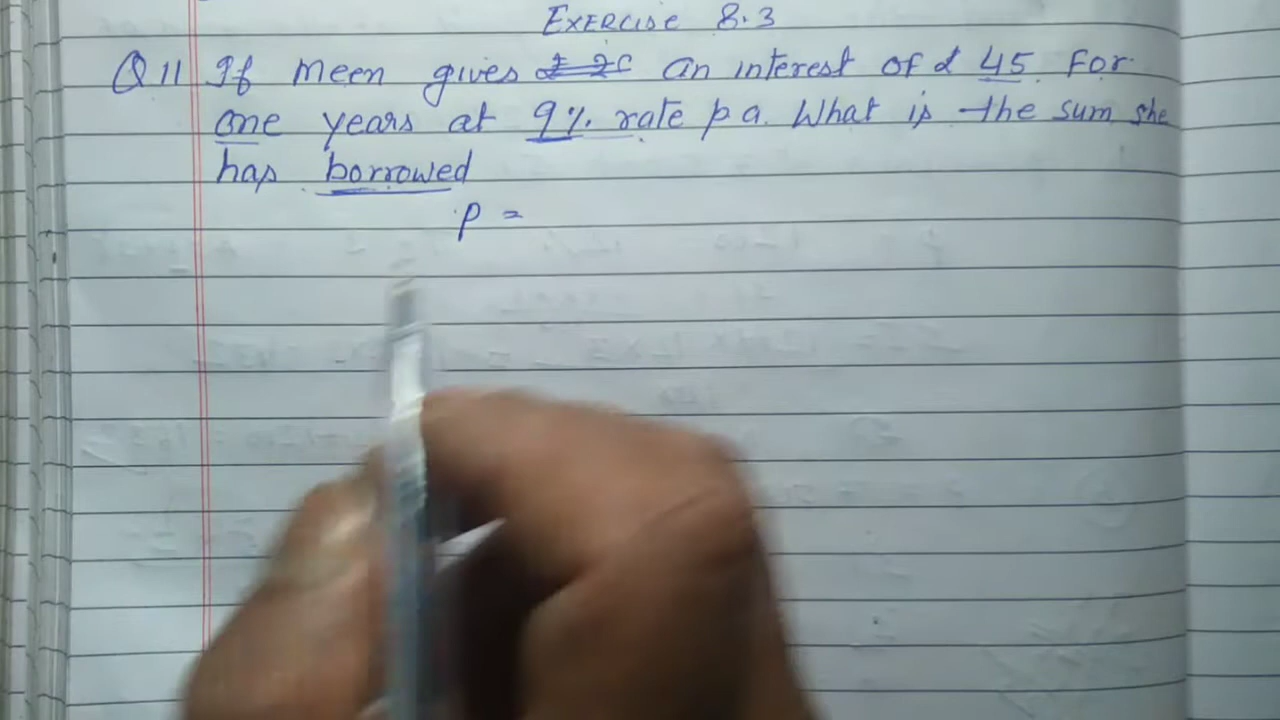 EXERCISE 8.3
Q 11 If meen gives an interest of ₹ 45 For
one years at 9% rate p a. What is the sum she
has borrowed
P =